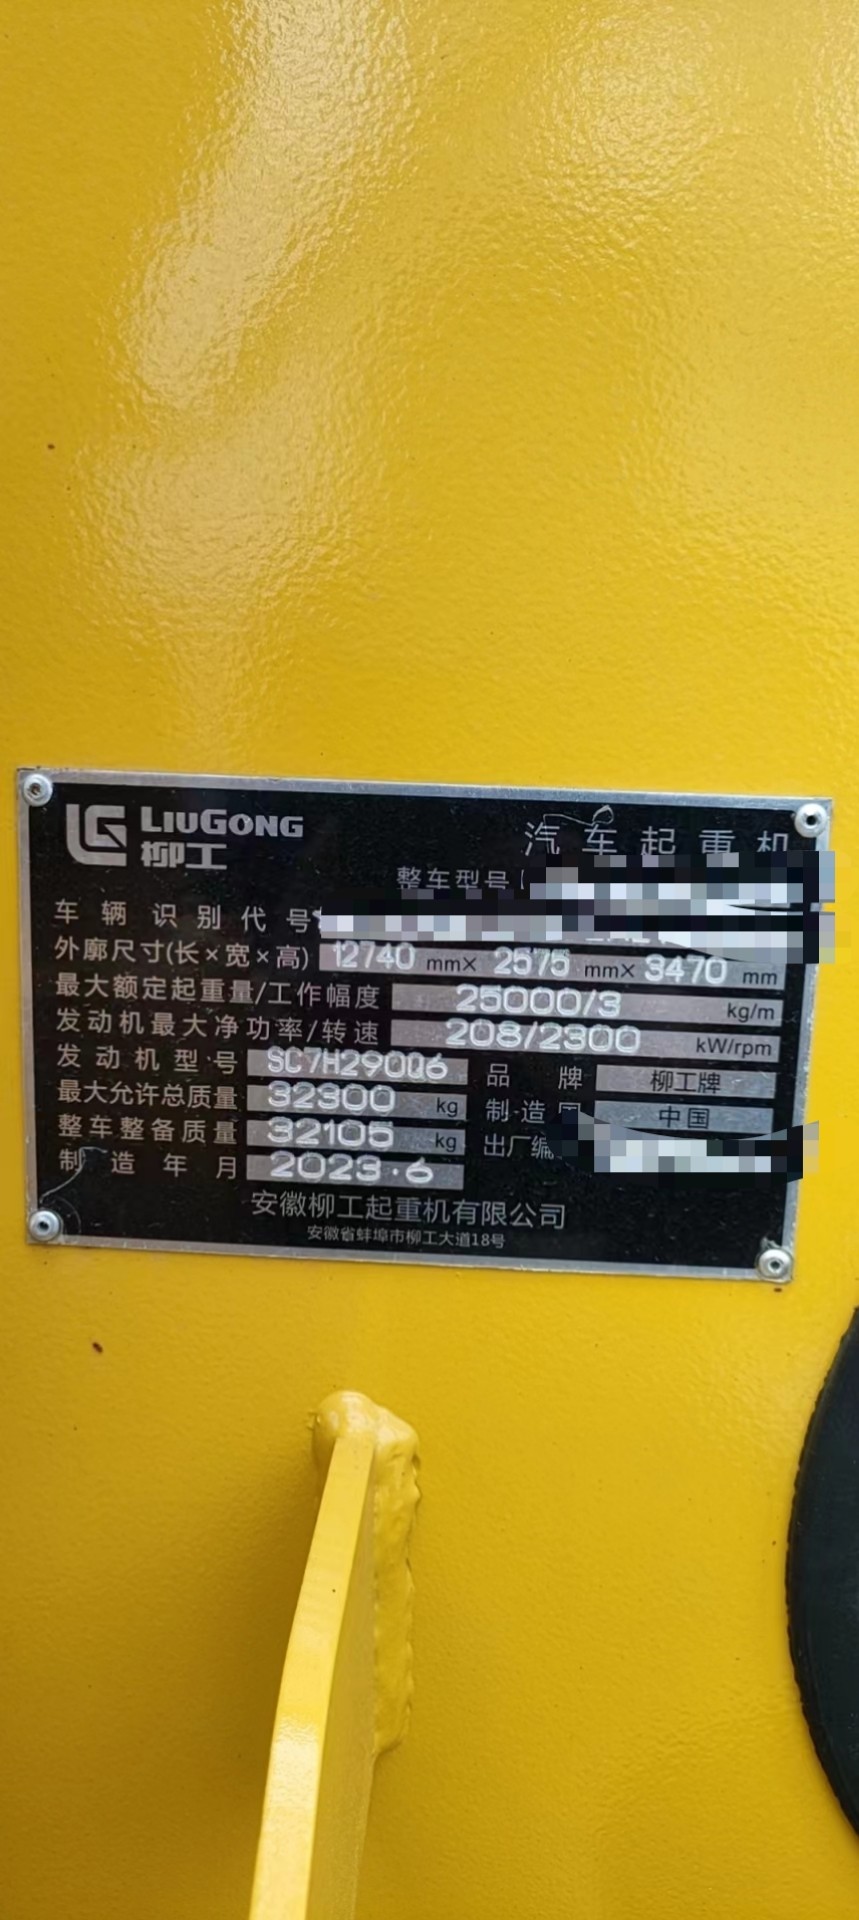 LG LIUGONG
柳工
汽车起重机
整车型号
车辆识别代号
外廓尺寸(长×宽×高) 12740 mm× 2575 mm× 3470 mm
最大额定起重量/工作幅度 25000/3 kg/m
发动机最大净功率/转速 208/2300 kW/rpm
发动机型号 SC7H290Q6 品牌 柳工牌
最大允许总质量 32300 kg 制造国 中国
整车整备质量 32105 kg 出厂编
制造年月 2023·6
安徽柳工起重机有限公司
安徽省蚌埠市柳工大道18号